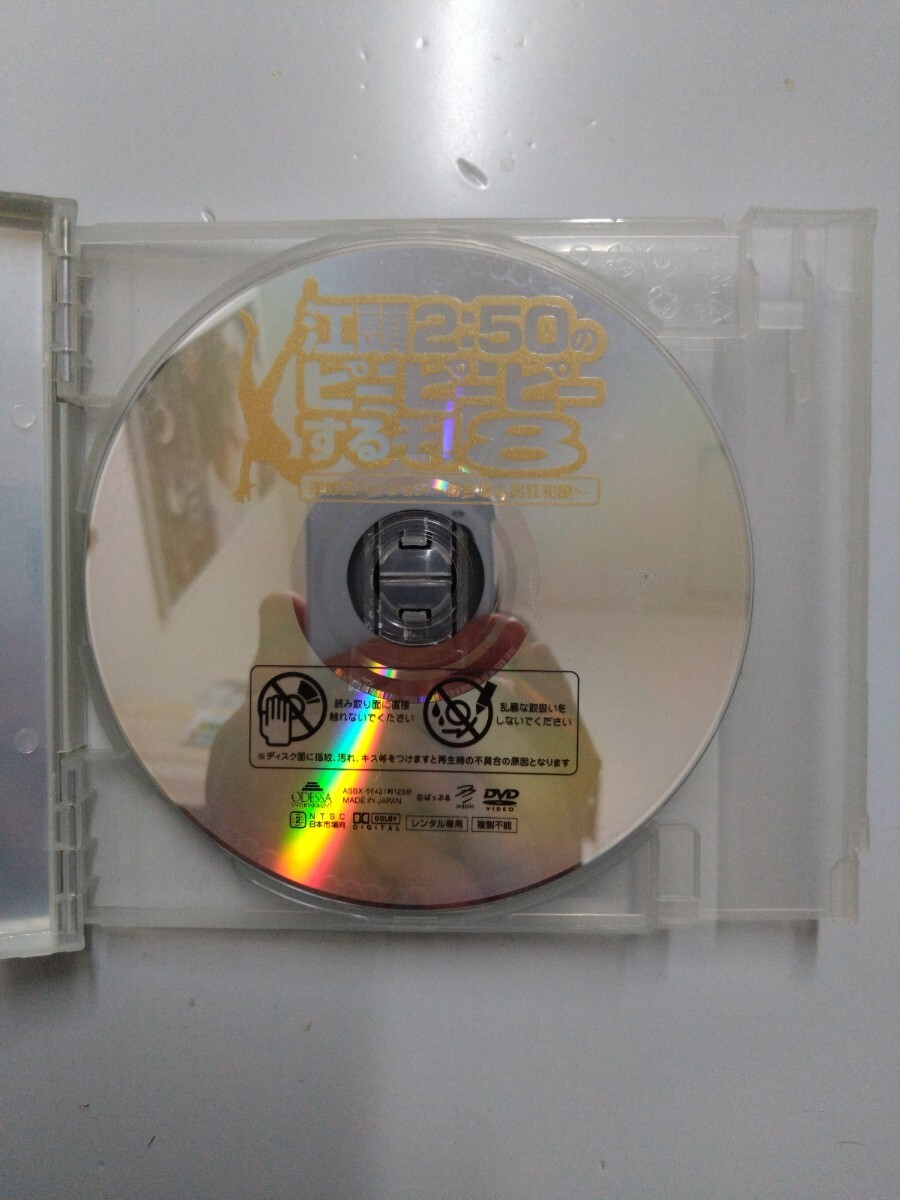 江頭2:50の
ピーピーピー
するぞ8
読み取り面に直接
触れないでください
乱暴な取扱いを
しないでください
※ディスク面に指紋、汚れ、キズ等をつけますと再生時の不具合の原因となります
ODESSA
ENTERTAINMENT
MADE IN JAPAN
©ぱっぷる
DVD
VIDEO
2
NTSC
日本市場向
DOLBY
DIGITAL
レンタル専用
複製不能